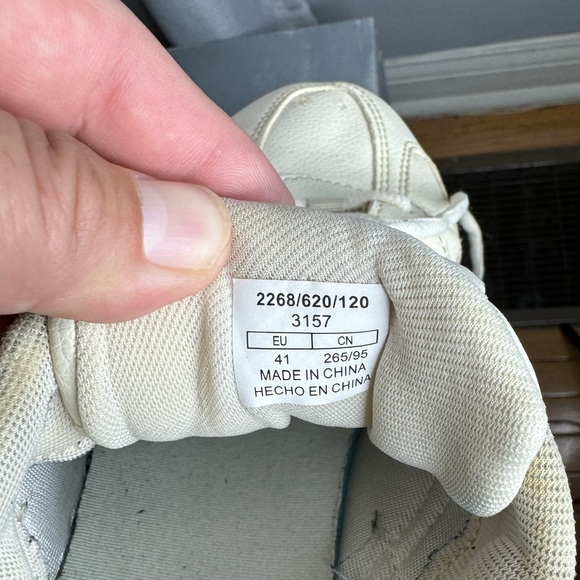 2268/620/120
3157
EU CN
41 265/95
MADE IN CHINA
HECHO EN CHINA